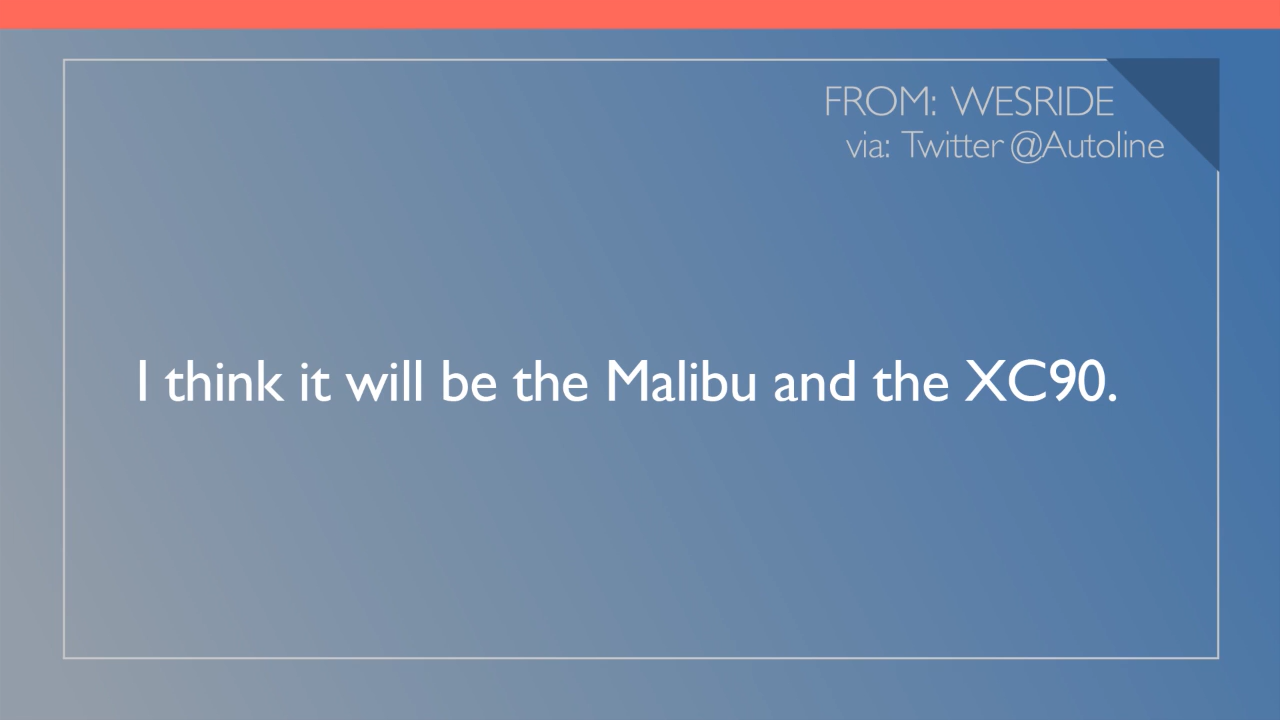 FROM: WESRIDE
via: Twitter @Autoline
I think it will be the Malibu and the XC90.